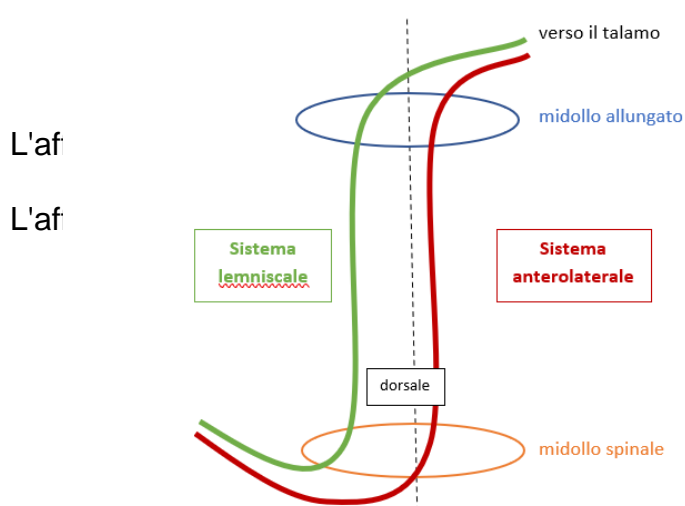 verso il talamo
midollo allungato
L'af
L'af
Sistema
lemniscale
Sistema
anterolaterale
dorsale
midollo spinale